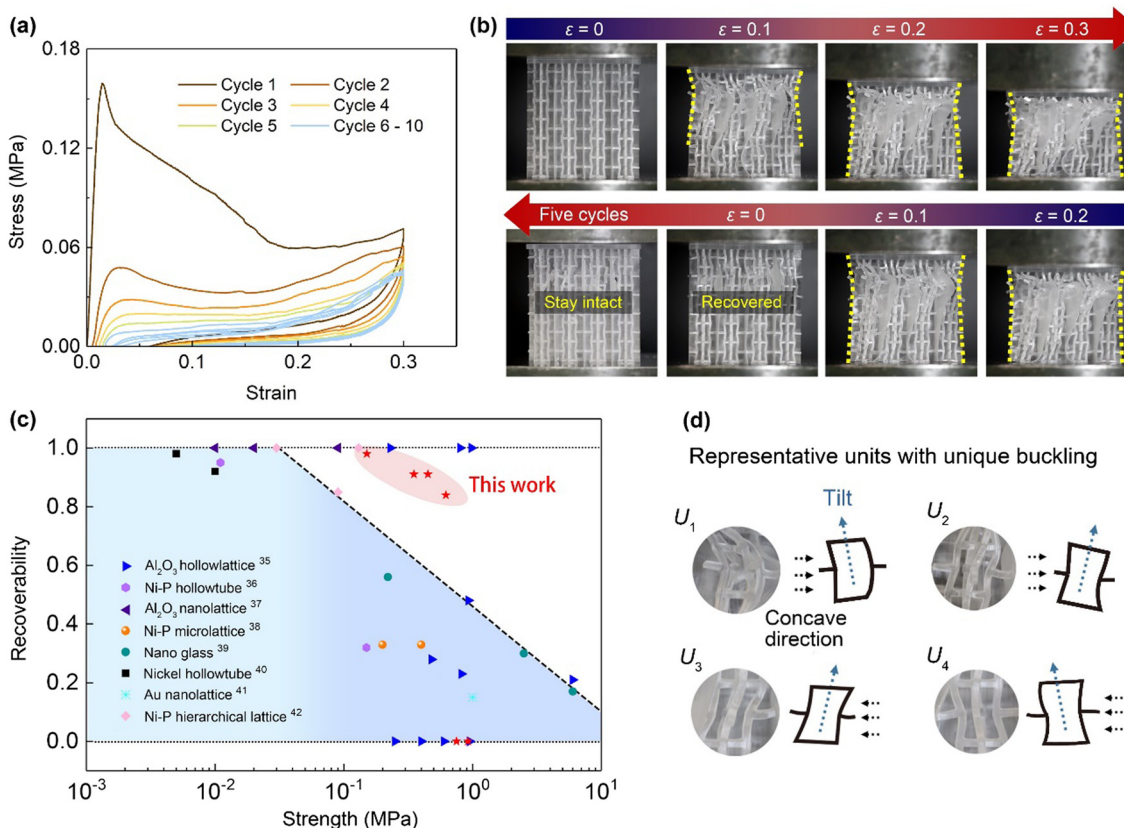 (a)
0.18
0.12
0.06
0.00
Stress (MPa)
Cycle 1
Cycle 2
Cycle 3
Cycle 4
Cycle 5
Cycle 6 - 10
0.0
0.1
0.2
0.3
Strain
(b)
ε = 0
ε = 0.1
ε = 0.2
ε = 0.3
Five cycles
ε = 0
ε = 0.1
ε = 0.2
Stay intact
Recovered
(c)
1.0
0.8
0.6
0.4
0.2
0.0
Recoverability
This work
Al2O3 hollowlattice 35
Ni-P hollowtube 36
Al2O3 nanolattice 37
Ni-P microlattice 38
Nano glass 39
Nickel hollowtube 40
Au nanolattice 41
Ni-P hierarchical lattice 42
10-3
10-2
10-1
100
101
Strength (MPa)
(d)
Representative units with unique buckling
U1
Tilt
U2
Concave
direction
U3
U4